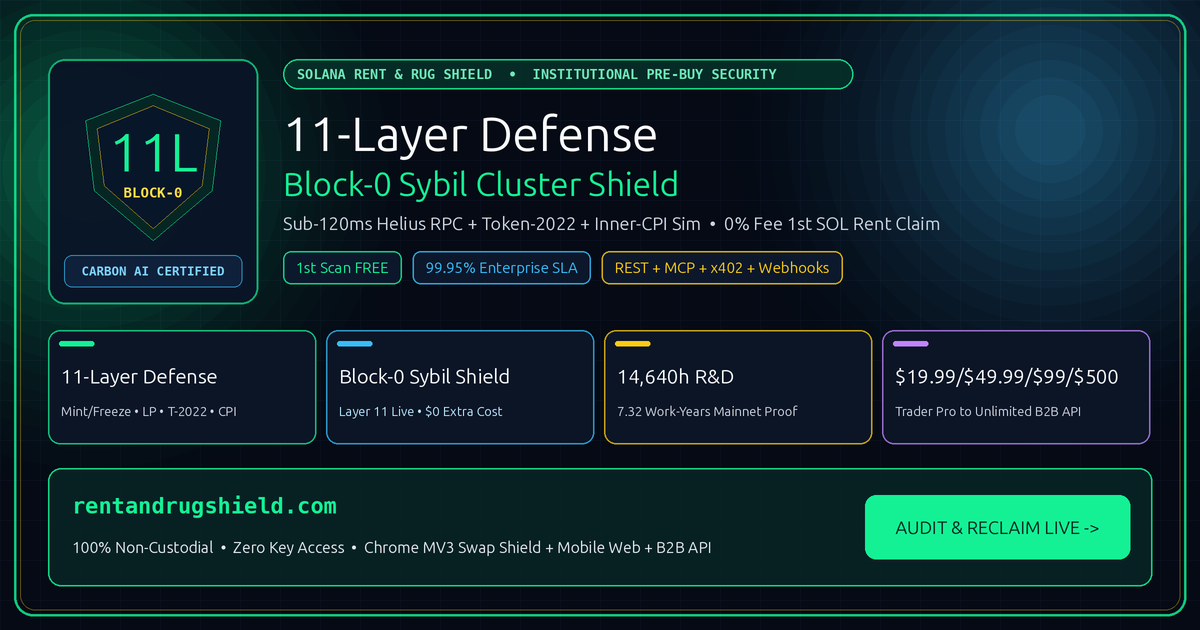 SOLANA RENT & RUG SHIELD • INSTITUTIONAL PRE-BUY SECURITY
11L
BLOCK-0
CARBON AI CERTIFIED
11-Layer Defense
Block-0 Sybil Cluster Shield
Sub-120ms Helius RPC + Token-2022 + Inner-CPI Sim • 0% Fee 1st SOL Rent Claim
1st Scan FREE
99.95% Enterprise SLA
REST + MCP + x402 + Webhooks
11-Layer Defense
Mint/Freeze • LP • T-2022 • CPI
Block-0 Sybil Shield
Layer 11 Live • $0 Extra Cost
14,640h R&D
7.32 Work-Years Mainnet Proof
$19.99/$49.99/$99/$500
Trader Pro to Unlimited B2B API
rentandrugshield.com
100% Non-Custodial • Zero Key Access • Chrome MV3 Swap Shield + Mobile Web + B2B API
AUDIT & RECLAIM LIVE ->